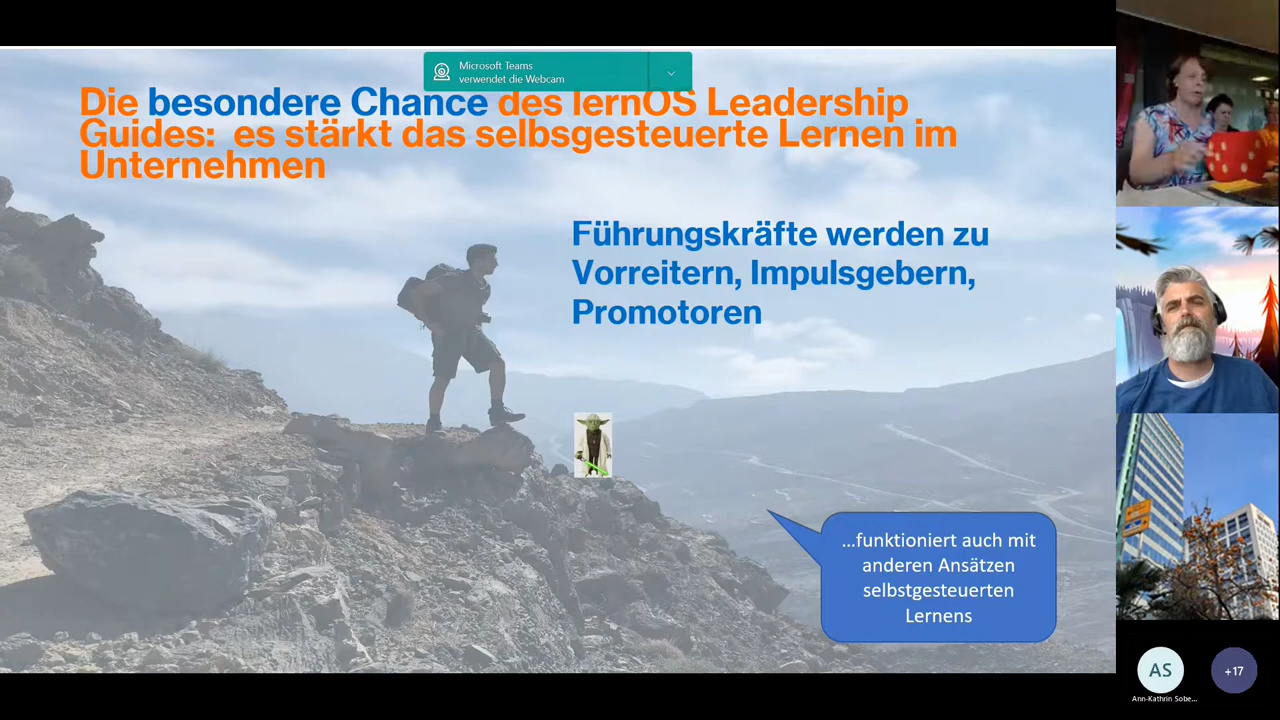 Microsoft Teams
verwendet die Webcam
Die besondere Chance des lernOS Leadership
Guides: es stärkt das selbsgesteuerte Lernen im
Unternehmen
Führungskräfte werden zu
Vorreitern, Impulsgebern,
Promotoren
...funktioniert auch mit
anderen Ansätzen
selbstgesteuerten
Lernens
AS
+17
Ann-Kathrin Sobe...